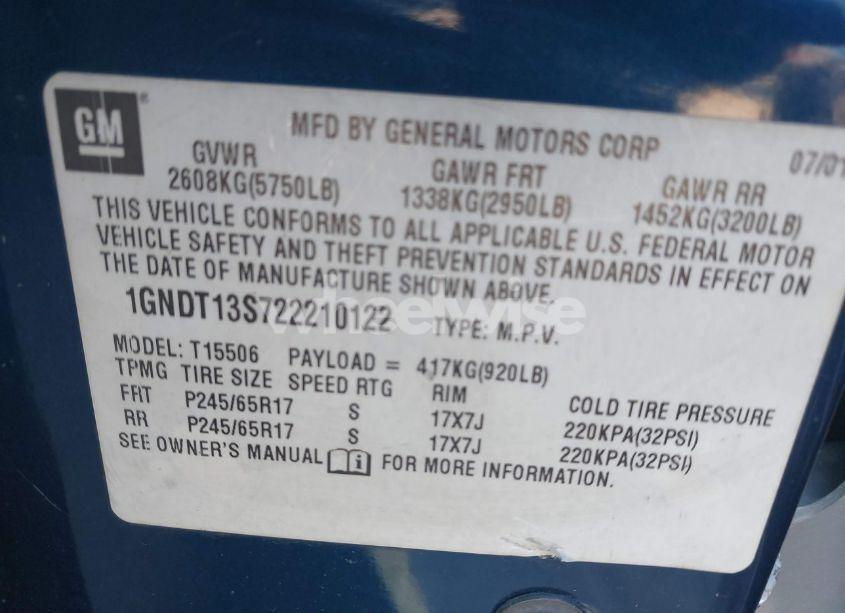 GM
MFD BY GENERAL MOTORS CORP 07/01
GVWR GAWR FRT GAWR RR
2608KG(5750LB) 1338KG(2950LB) 1452KG(3200LB)
THIS VEHICLE CONFORMS TO ALL APPLICABLE U.S. FEDERAL MOTOR
VEHICLE SAFETY AND THEFT PREVENTION STANDARDS IN EFFECT ON
THE DATE OF MANUFACTURE SHOWN ABOVE.
1GNDT13S722210122 TYPE: M.P.V.
wheelwise
MODEL: T15506 PAYLOAD = 417KG(920LB)
TPMG TIRE SIZE SPEED RTG RIM COLD TIRE PRESSURE
FRT P245/65R17 S 17X7J 220KPA(32PSI)
RR P245/65R17 S 17X7J 220KPA(32PSI)
SEE OWNER'S MANUAL i FOR MORE INFORMATION.